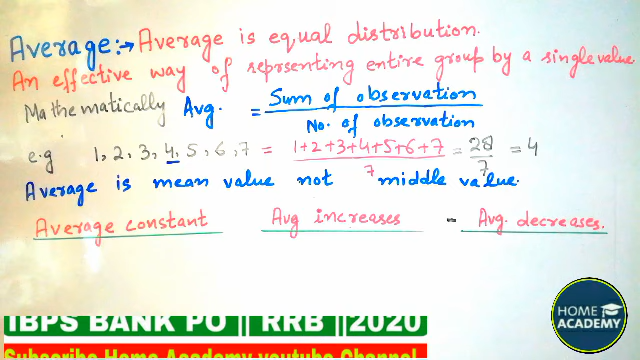 Average:→ Average is equal distribution.
An effective way of reprsenting entire group by a single value
Mathematically Avg. = Sum of observation
No. of observation
e.g 1, 2, 3, 4, 5, 6, 7 = 1+2+3+4+5+6+7 = 28 = 4
7 7
Average is mean value not middle value.
Average constant Avg increases - Avg. decreases.
HOME
ACADEMY
IBPS BANK PO || RRB ||2020
Subscribe Home Academy youtube Channel